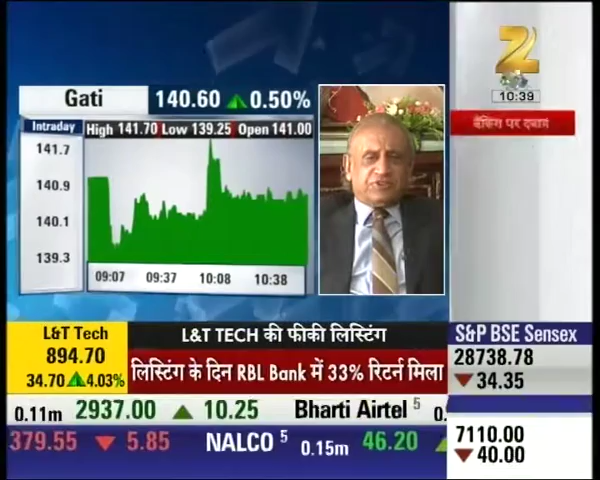 10:39
Gati 140.60 0.50%
Intraday High 141.70 Low 139.25 Open 141.00
141.7
140.9
140.1
139.3
09:07 09:37 10:08 10:38
बैंकिंग पर दबाव
L&T Tech
894.70
34.70 4.03%
L&T TECH की फीकी लिस्टिंग
लिस्टिंग के दिन RBL Bank में 33% रिटर्न मिला
S&P BSE Sensex
28738.78
34.35
0.11m 2937.00 10.25 Bharti Airtel 5 0.
379.55 5.85 NALCO 5 0.15m 46.20
7110.00
40.00